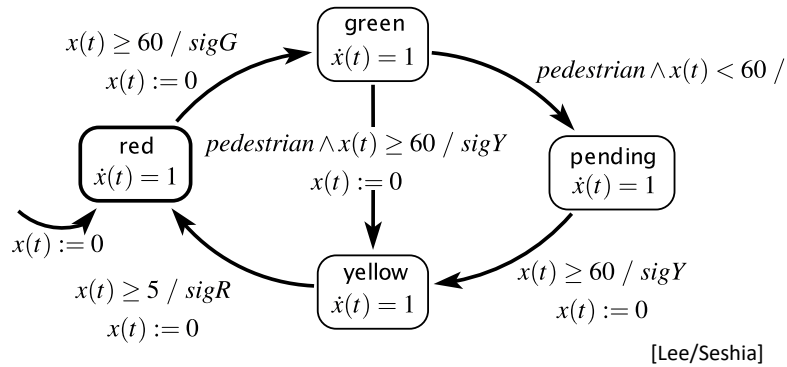 green
ẋ(t) = 1
x(t) ≥ 60 / sigG
x(t) := 0
pedestrian ∧ x(t) < 60 /
red
ẋ(t) = 1
pedestrian ∧ x(t) ≥ 60 / sigY
x(t) := 0
pending
ẋ(t) = 1
x(t) := 0
yellow
ẋ(t) = 1
x(t) ≥ 5 / sigR
x(t) := 0
x(t) ≥ 60 / sigY
x(t) := 0
[Lee/Seshia]